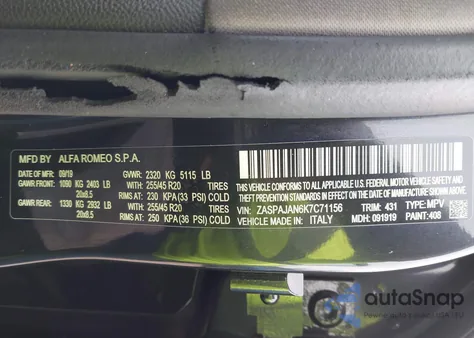 MFD BY ALFA ROMEO S.P.A.
DATE OF MFR: 09/19 GVWR: 2320 KG 5115 LB
GAWR FRONT: 1090 KG 2403 LB WITH: 255/45 R20 TIRES
20x8.5 RIMS AT: 230 KPA(33 PSI) COLD
GAWR REAR: 1330 KG 2932 LB WITH: 255/45 R20 TIRES
20x8.5 RIMS AT: 250 KPA(36 PSI) COLD
THIS VEHICLE CONFORMS TO ALL APPLICABLE
FEDERAL MOTOR VEHICLE SAFETY, BUMPER, AND
THEFT PREVENTION STANDARDS IN EFFECT ON
THE DATE OF MANUFACTURE SHOWN ABOVE.
VIN: ZASPAJAN6K7C71156 TRIM: 431 TYPE: MPV
VEHICLE MADE IN: ITALY MDH: 091919 PAINT: 408
autoSnap